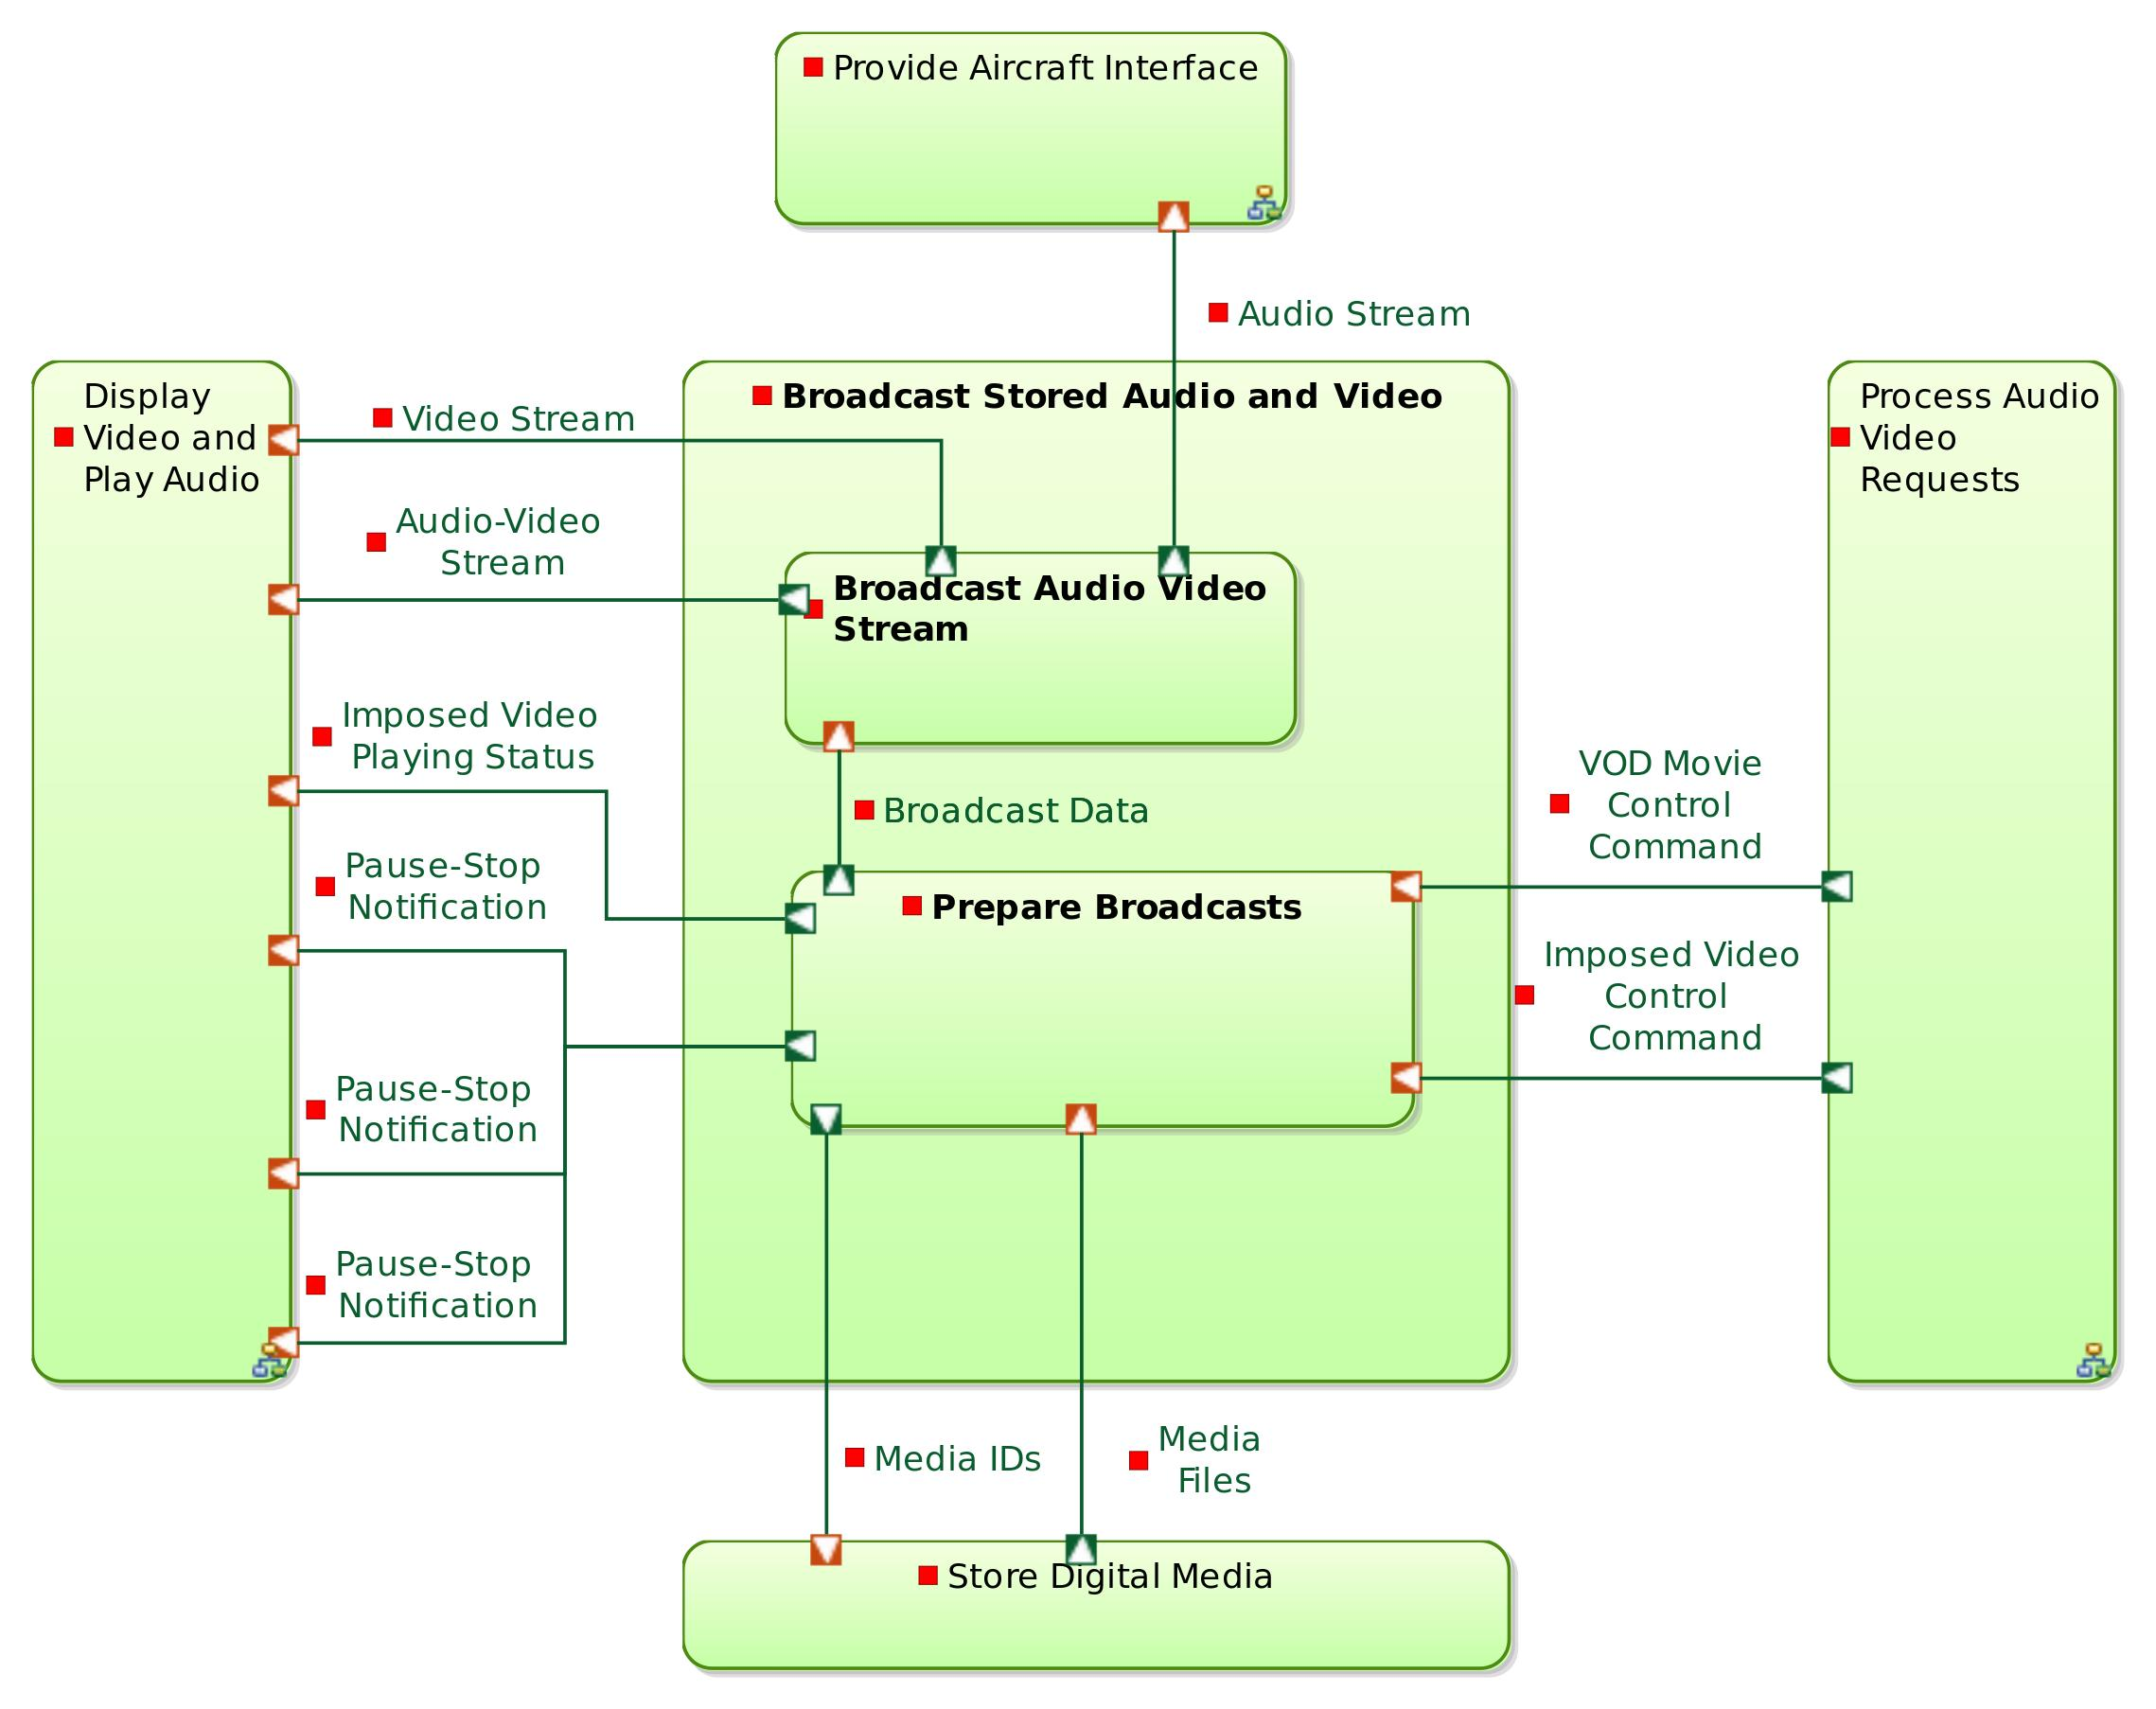 Provide Aircraft Interface
Audio Stream
Display
Video and
Play Audio
Video Stream
Broadcast Stored Audio and Video
Process Audio
Video
Requests
Audio-Video
Stream
Broadcast Audio Video
Stream
Imposed Video
Playing Status
Broadcast Data
VOD Movie
Control
Command
Pause-Stop
Notification
Prepare Broadcasts
Imposed Video
Control
Command
Pause-Stop
Notification
Pause-Stop
Notification
Media IDs
Media
Files
Store Digital Media